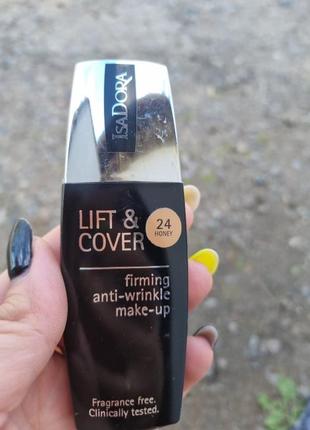 ISADORA
LIFT &
COVER
24
HONEY
firming
anti-wrinkle
make-up
Fragrance free.
Clinically tested.